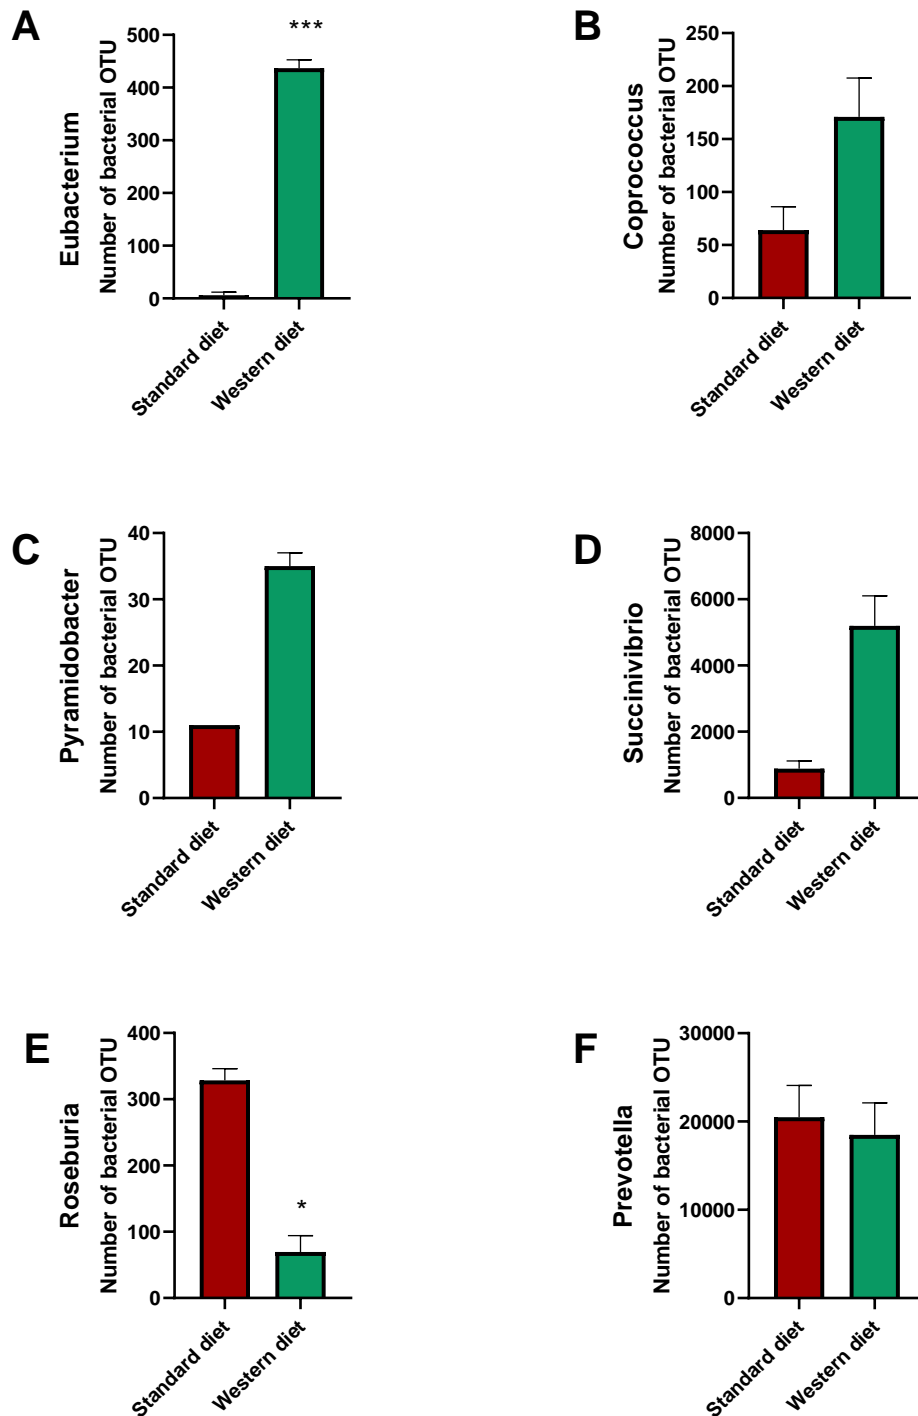 A
Eubacterium
Number of bacterial OTU
500
400
300
200
100
0
***
Standard diet
Western diet
B
Coprococcus
Number of bacterial OTU
250
200
150
100
50
0
Standard diet
Western diet
C
Pyramidobacter
Number of bacterial OTU
40
30
20
10
0
Standard diet
Western diet
D
Succinivibrio
Number of bacterial OTU
8000
6000
4000
2000
0
Standard diet
Western diet
E
Roseburia
Number of bacterial OTU
400
300
200
100
0
*
Standard diet
Western diet
F
Prevotella
Number of bacterial OTU
30000
20000
10000
0
Standard diet
Western diet